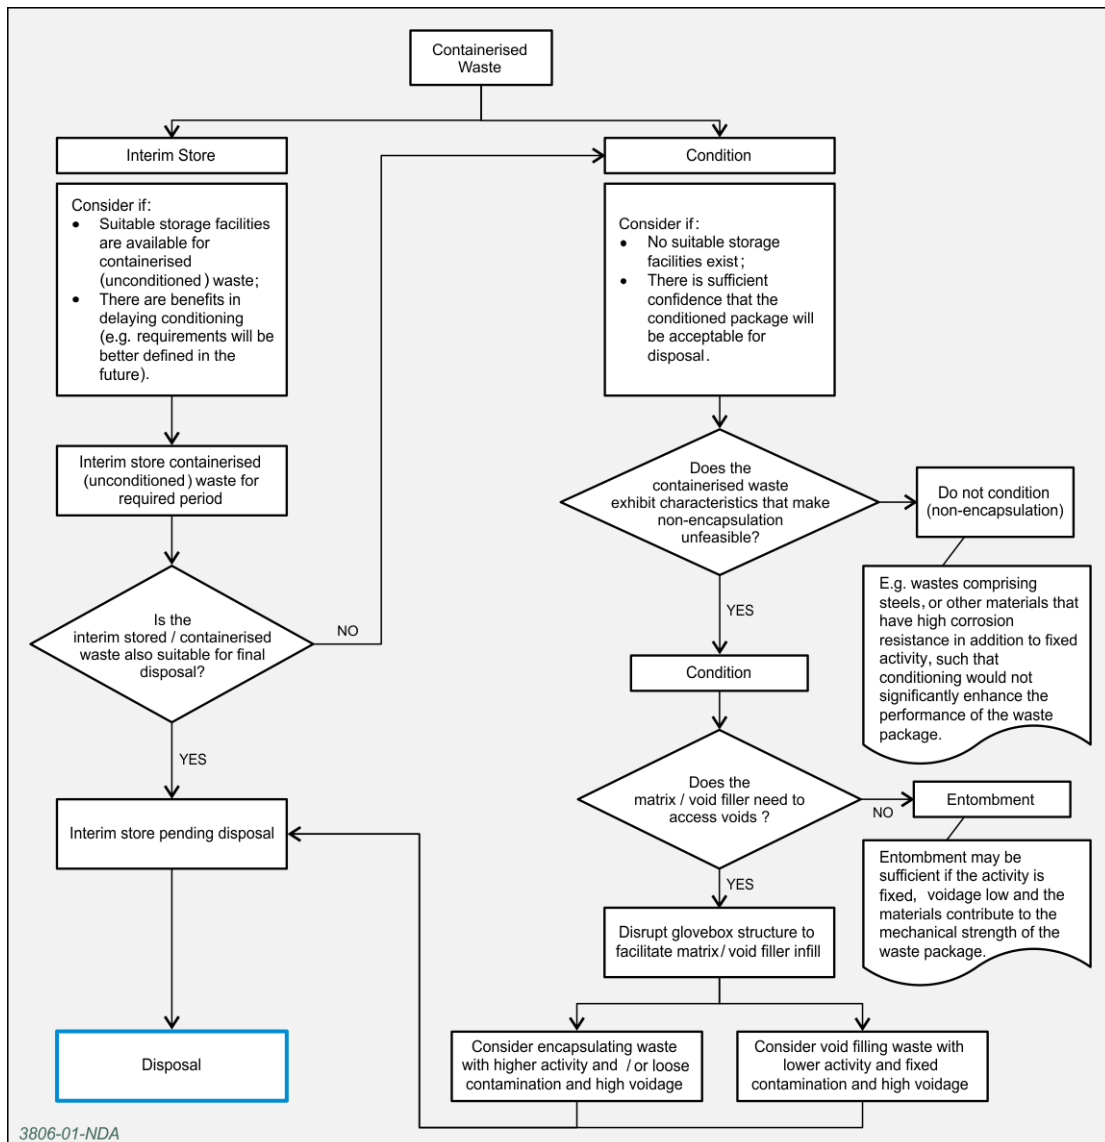 Containerised
Waste
Interim Store
Condition
Consider if:
• Suitable storage facilities
are available for
containerised
(unconditioned) waste;
• There are benefits in
delaying conditioning
(e.g. requirements will be
better defined in the
future).
Consider if:
• No suitable storage
facilities exist;
• There is sufficient
confidence that the
conditioned package will
be acceptable for
disposal.
Interim store containerised
(unconditioned) waste for
required period
Does the
containerised waste
exhibit characteristics that make
non-encapsulation
unfeasible?
Do not condition
(non-encapsulation)
E.g. wastes comprising
steels, or other materials that
have high corrosion
resistance in addition to fixed
activity, such that
conditioning would not
significantly enhance the
performance of the waste
package.
Is the
interim stored / containerised
waste also suitable for final
disposal?
NO
YES
Condition
YES
Does the
matrix / void filler need to
access voids ?
NO
Entombment
Entombment may be
sufficient if the activity is
fixed, voidage low and the
materials contribute to the
mechanical strength of the
waste package.
Interim store pending disposal
YES
Disrupt glovebox structure to
facilitate matrix / void filler infill
Consider encapsulating waste
with higher activity and / or loose
contamination and high voidage
Consider void filling waste with
lower activity and fixed
contamination and high voidage
Disposal
3806-01-NDA